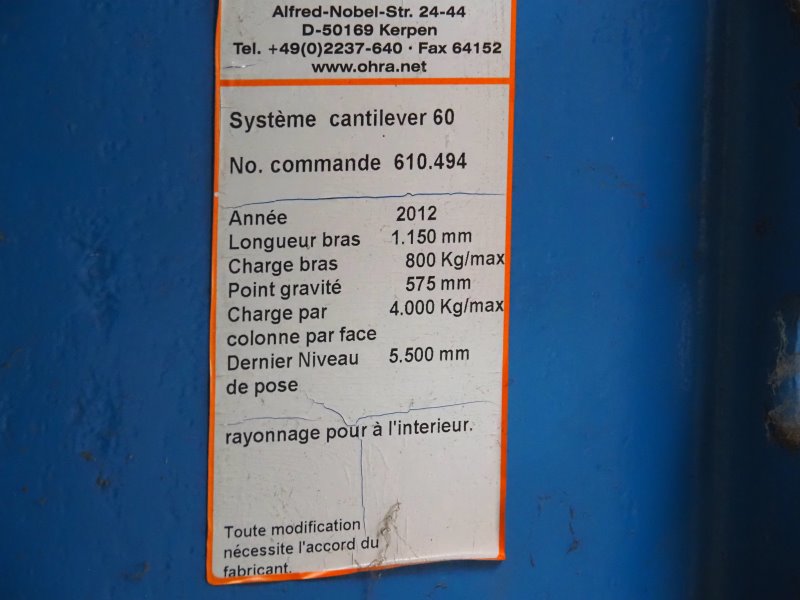 Alfred-Nobel-Str. 24-44
D-50169 Kerpen
Tel. +49(0)2237-640 · Fax 64152
www.ohra.net
Système cantilever 60
No. commande 610.494
Année 2012
Longueur bras 1.150 mm
Charge bras 800 Kg/max
Point gravité 575 mm
Charge par 4.000 Kg/max
colonne par face
Dernier Niveau 5.500 mm
de pose
rayonnage pour à l'interieur.
Toute modification
nécessite l'accord du
fabricant.